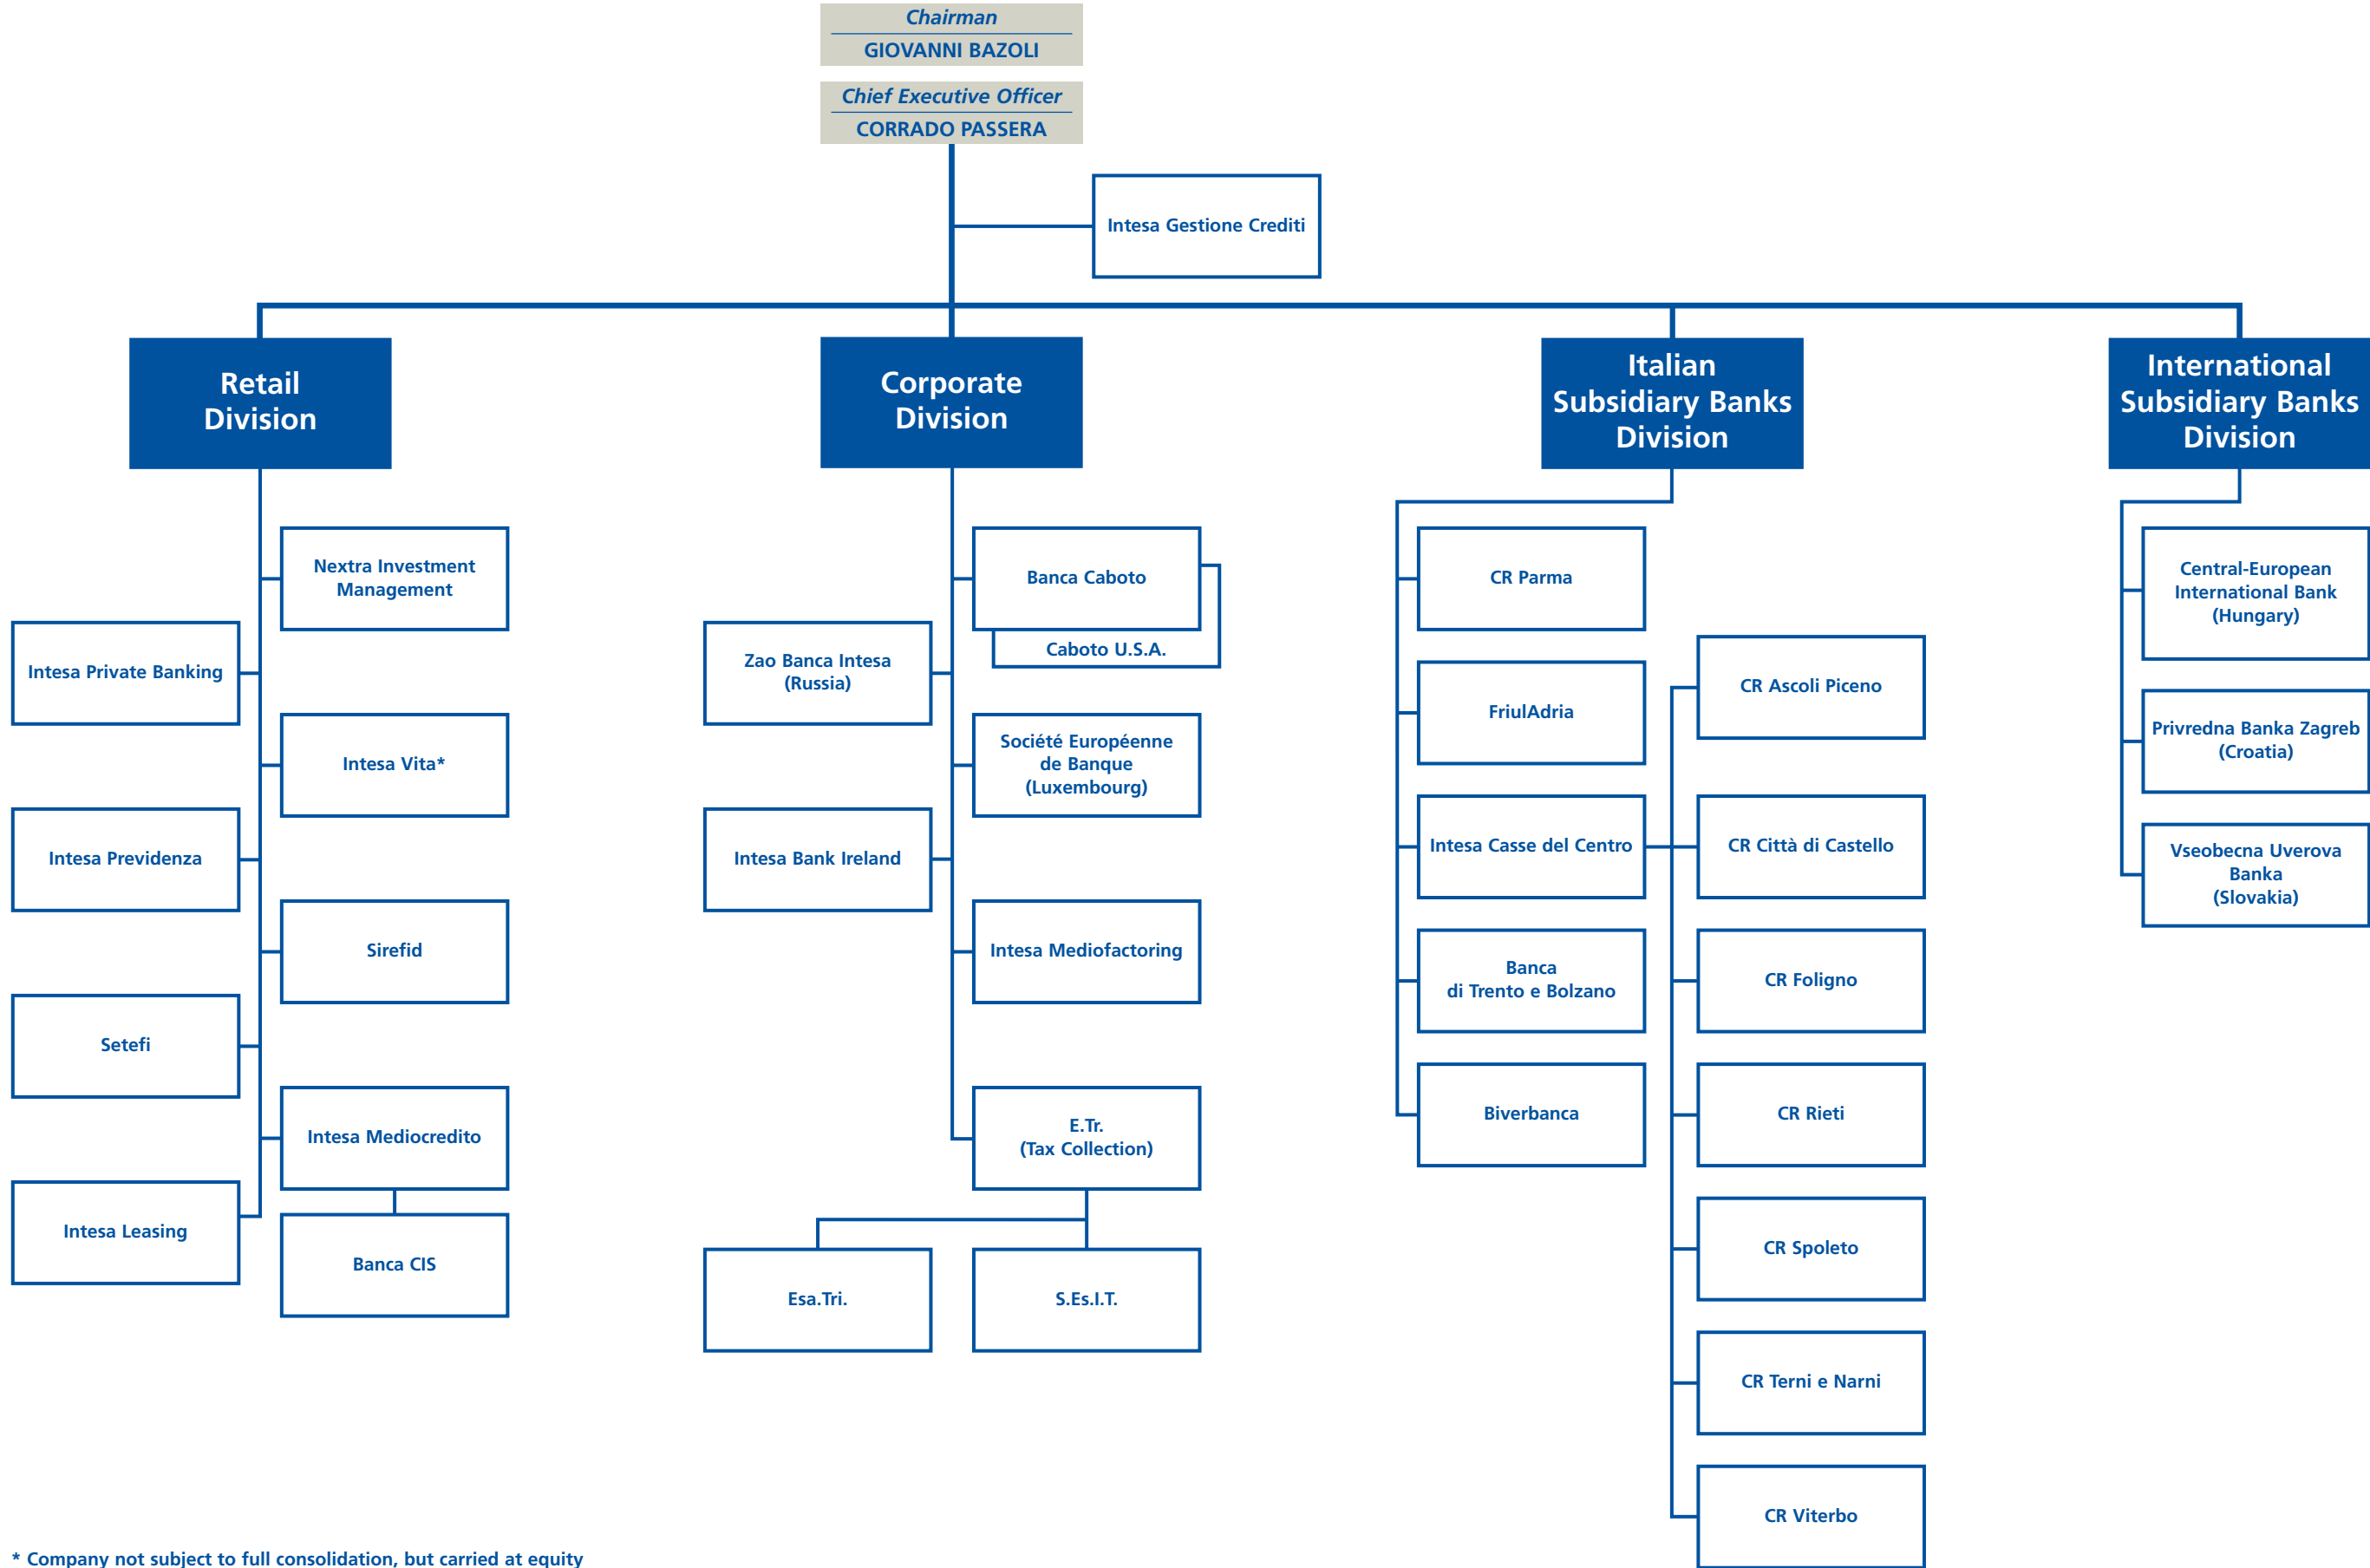 Chairman
GIOVANNI BAZOLI
Chief Executive Officer
CORRADO PASSERA
Intesa Gestione Crediti
Retail
Division
Nextra Investment
Management
Intesa Private Banking
Intesa Vita*
Intesa Previdenza
Sirefid
Setefi
Intesa Mediocredito
Intesa Leasing
Banca CIS
Corporate
Division
Banca Caboto
Caboto U.S.A.
Zao Banca Intesa
(Russia)
Société Européenne
de Banque
(Luxembourg)
Intesa Bank Ireland
Intesa Mediofactoring
E.Tr.
(Tax Collection)
Esa.Tri.
S.Es.I.T.
Italian
Subsidiary Banks
Division
CR Parma
FriulAdria
Intesa Casse del Centro
Banca
di Trento e Bolzano
Biverbanca
CR Ascoli Piceno
CR Città di Castello
CR Foligno
CR Rieti
CR Spoleto
CR Terni e Narni
CR Viterbo
International
Subsidiary Banks
Division
Central-European
International Bank
(Hungary)
Privredna Banka Zagreb
(Croatia)
Vseobecna Uverova
Banka
(Slovakia)
* Company not subject to full consolidation, but carried at equity